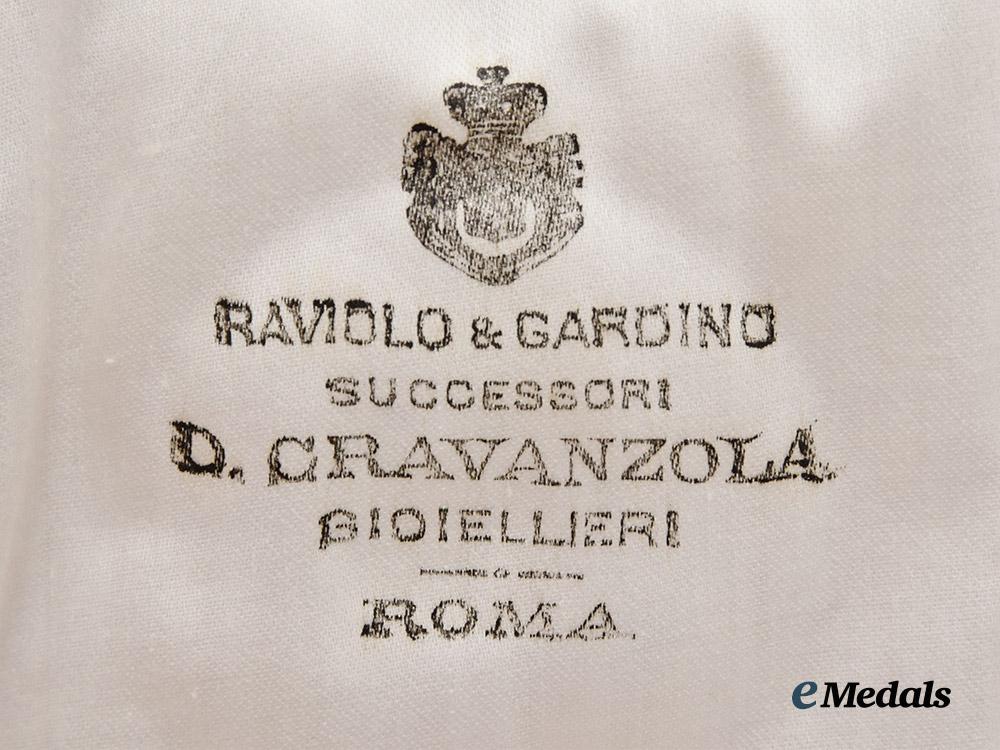 RAVIOLO & GARDINO
SUCCESSORI
D. CRAVANZOLA
GIOIELLIERI
ROMA
eMedals